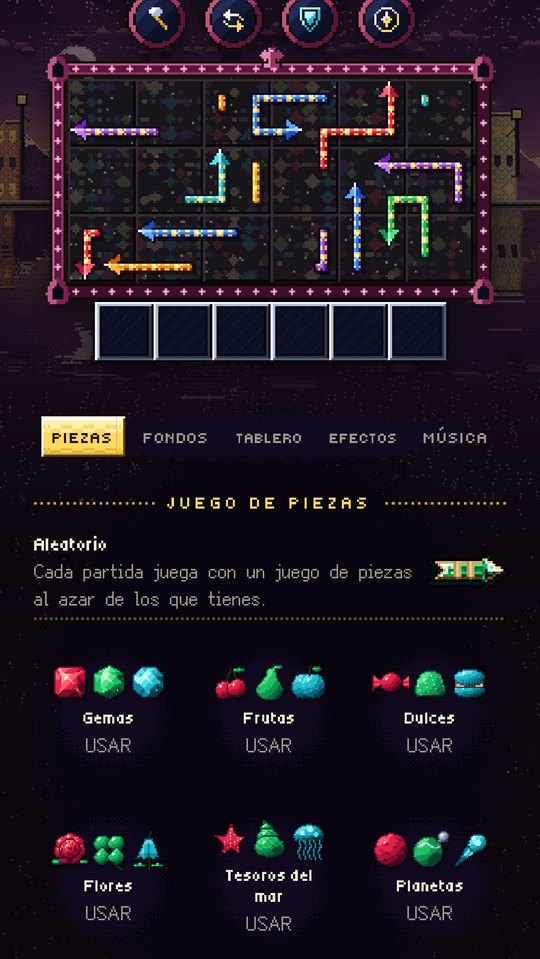 PIEZAS FONDOS TABLERO EFECTOS MÚSICA
JUEGO DE PIEZAS
Aleatorio
Cada partida juega con un juego de piezas
al azar de los que tienes.
Gemas Frutas Dulces
USAR USAR USAR
Flores Tesoros del mar Planetas
USAR USAR USAR